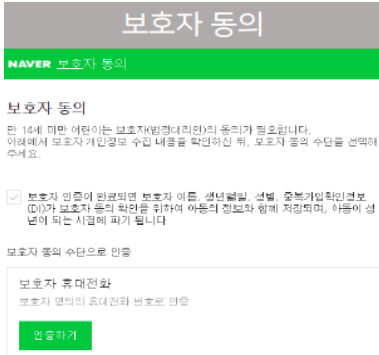 보호자 동의
NAVER 보호자 동의
보호자 동의
만 14세 미만 어린이는 보호자(법정대리인)의 동의가 필요합니다.
아래에서 보호자 개인정보 수집 내용을 확인하신 뒤, 보호자 동의 수단을 선택해
주세요.
보호자 인증이 완료되면 보호자 이름, 생년월일, 성별, 중복가입확인정보
(DI)가 보호자 동의 확인을 위하여 아동의 정보와 함께 저장되며, 아동이 성
년이 되는 시점에 파기 됩니다
보호자 동의 수단으로 인증
보호자 휴대전화
보호자 명의의 휴대전화 번호로 인증
인증하기